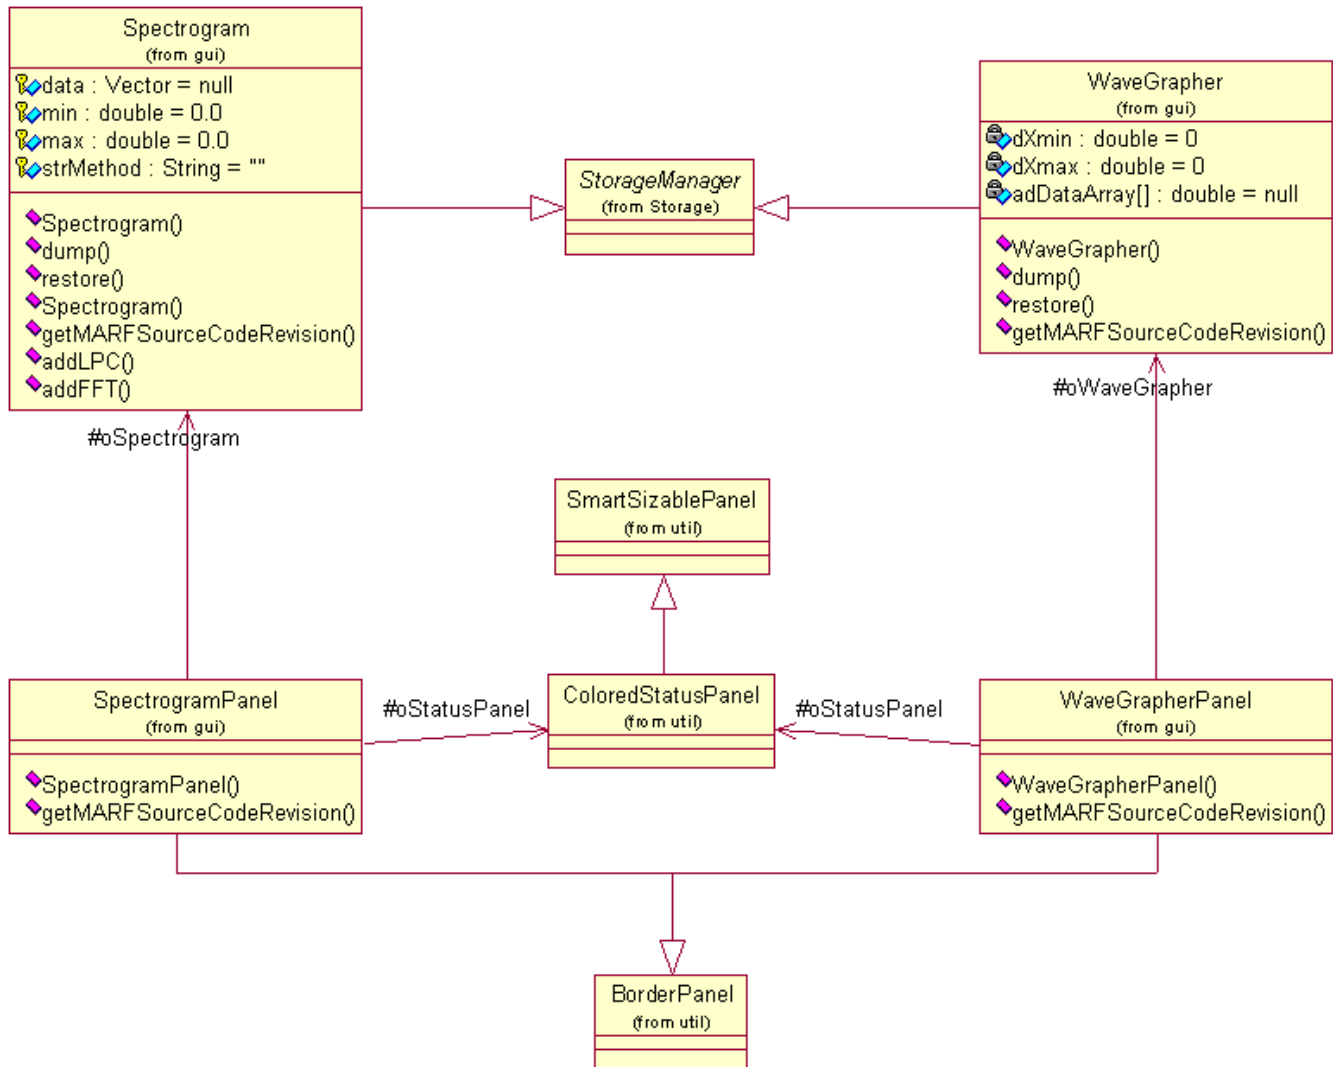 Spectrogram
(from gui)
data : Vector = null
min : double = 0.0
max : double = 0.0
strMethod : String = ""
Spectrogram()
dump()
restore()
Spectrogram()
getMARFSourceCodeRevision()
addLPC()
addFFT()
StorageManager
(from Storage)
WaveGrapher
(from gui)
dXmin : double = 0
dXmax : double = 0
adDataArray[] : double = null
WaveGrapher()
dump()
restore()
getMARFSourceCodeRevision()
#oSpectrogram
#oWaveGrapher
SmartSizablePanel
(from util)
SpectrogramPanel
(from gui)
SpectrogramPanel()
getMARFSourceCodeRevision()
#oStatusPanel
ColoredStatusPanel
(from util)
#oStatusPanel
WaveGrapherPanel
(from gui)
WaveGrapherPanel()
getMARFSourceCodeRevision()
BorderPanel
(from util)